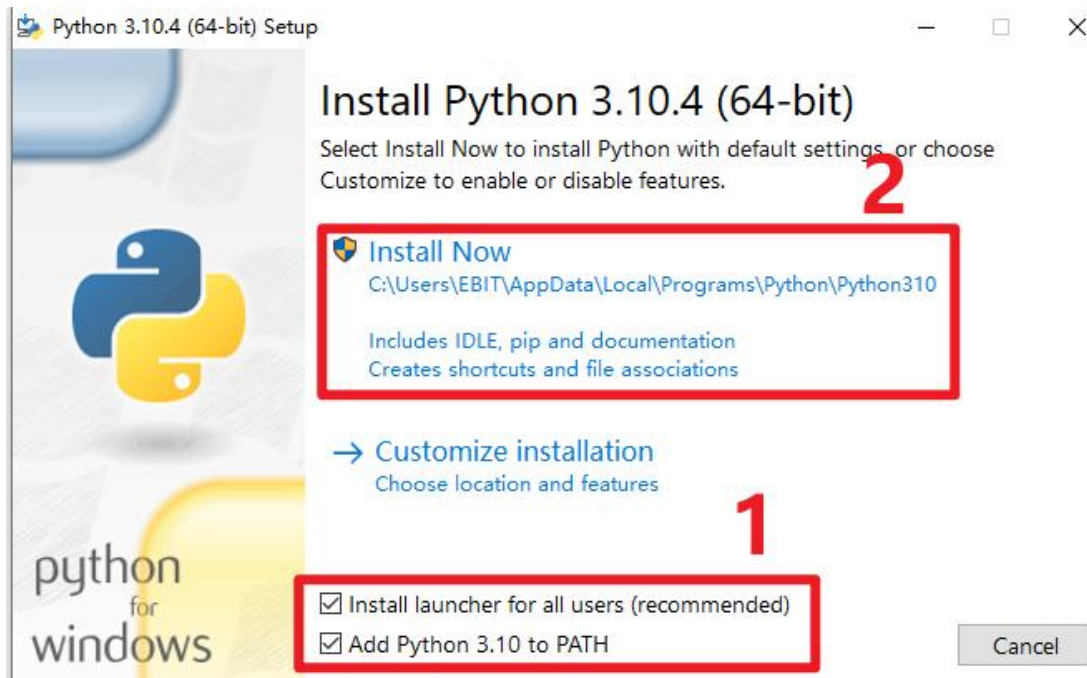 Python 3.10.4 (64-bit) Setup
Install Python 3.10.4 (64-bit)
Select Install Now to install Python with default settings, or choose
Customize to enable or disable features.
2
Install Now
C:\Users\EBIT\AppData\Local\Programs\Python\Python310
Includes IDLE, pip and documentation
Creates shortcuts and file associations
Customize installation
Choose location and features
1
python
for
windows
Install launcher for all users (recommended)
Add Python 3.10 to PATH
Cancel